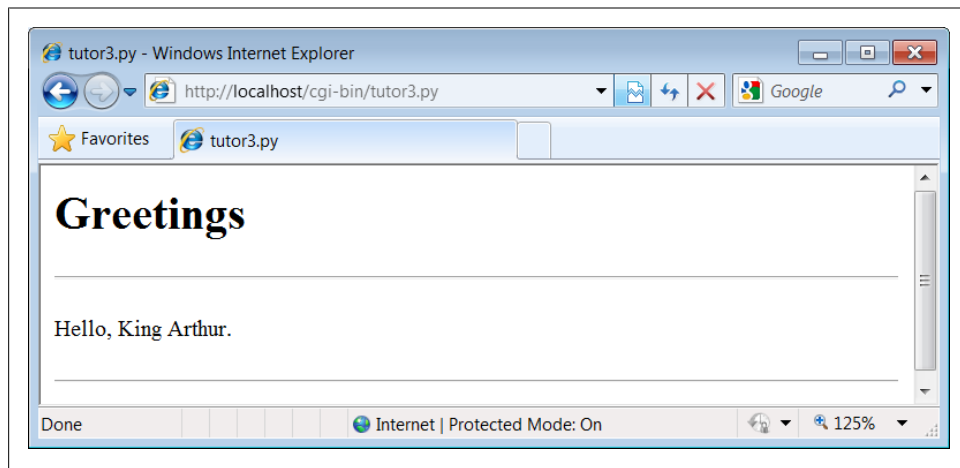 tutor3.py - Windows Internet Explorer
http://localhost/cgi-bin/tutor3.py
Google
Favorites
tutor3.py
Greetings
Hello, King Arthur.
Done
Internet | Protected Mode: On
125%